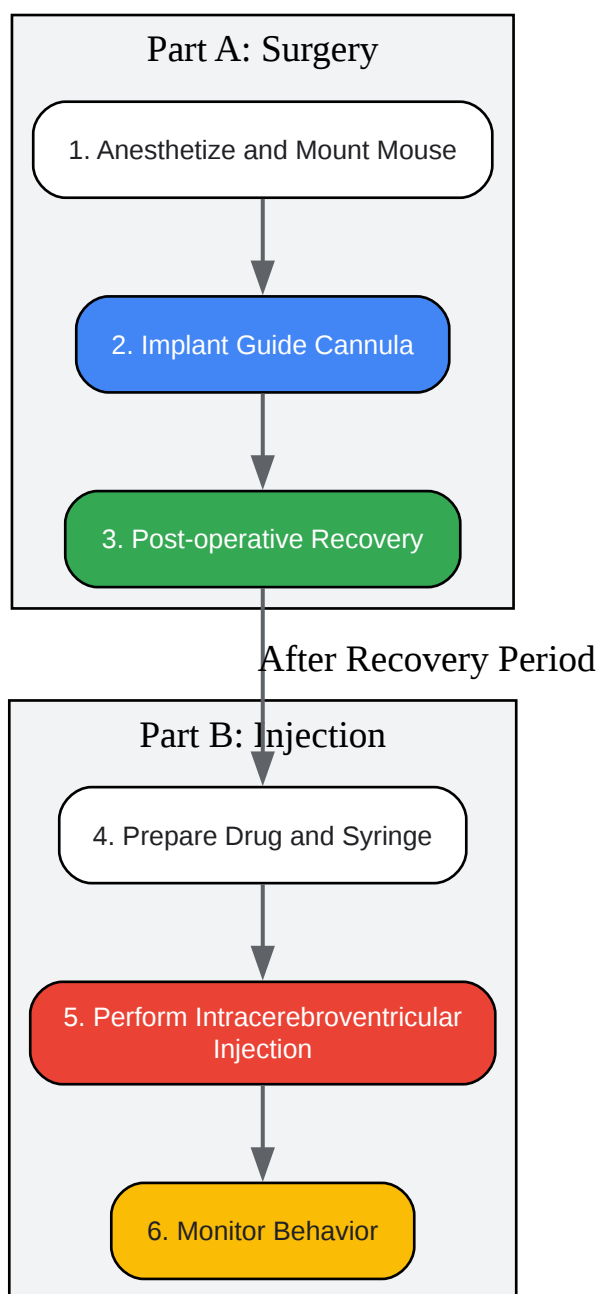 Part A: Surgery
1. Anesthetize and Mount Mouse
2. Implant Guide Cannula
3. Post-operative Recovery
After Recovery Period
Part B: Injection
4. Prepare Drug and Syringe
5. Perform Intracerebroventricular
Injection
6. Monitor Behavior